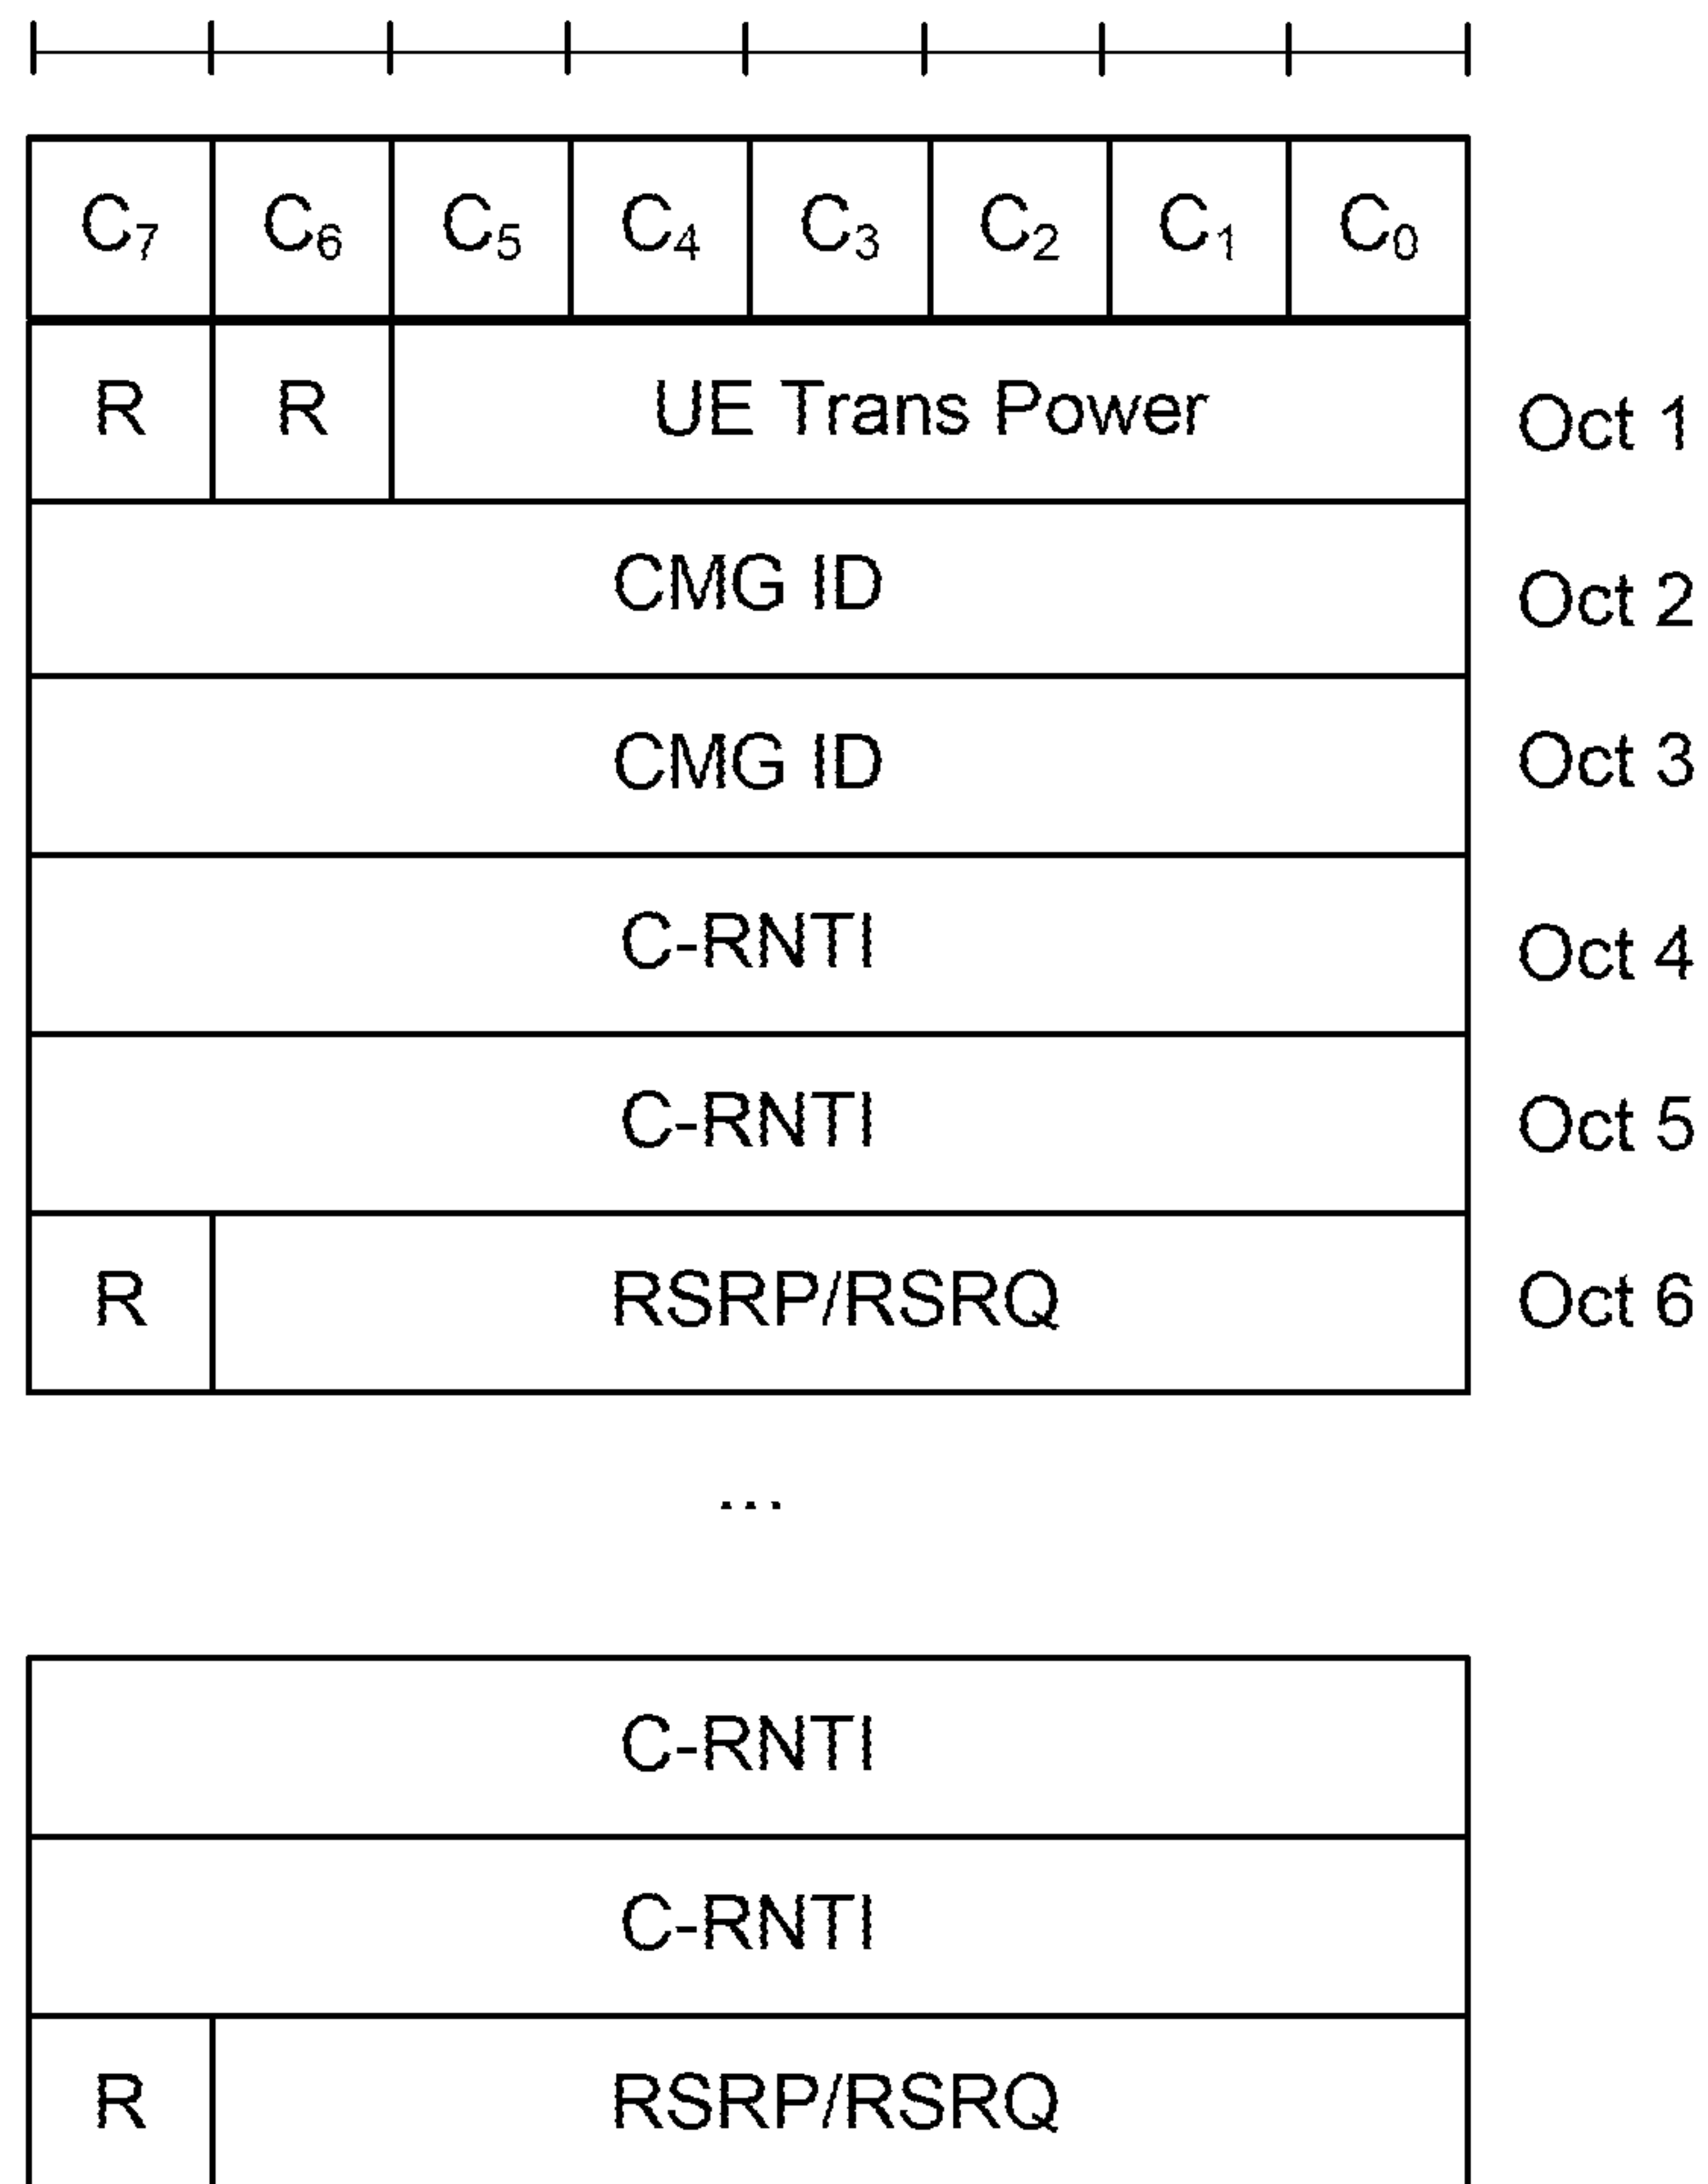 C₇ C₆ C₅ C₄ C₃ C₂ C₁ C₀
R R UE Trans Power Oct 1
CMG ID Oct 2
CMG ID Oct 3
C-RNTI Oct 4
C-RNTI Oct 5
R RSRP/RSRQ Oct 6
...
C-RNTI
C-RNTI
R RSRP/RSRQ